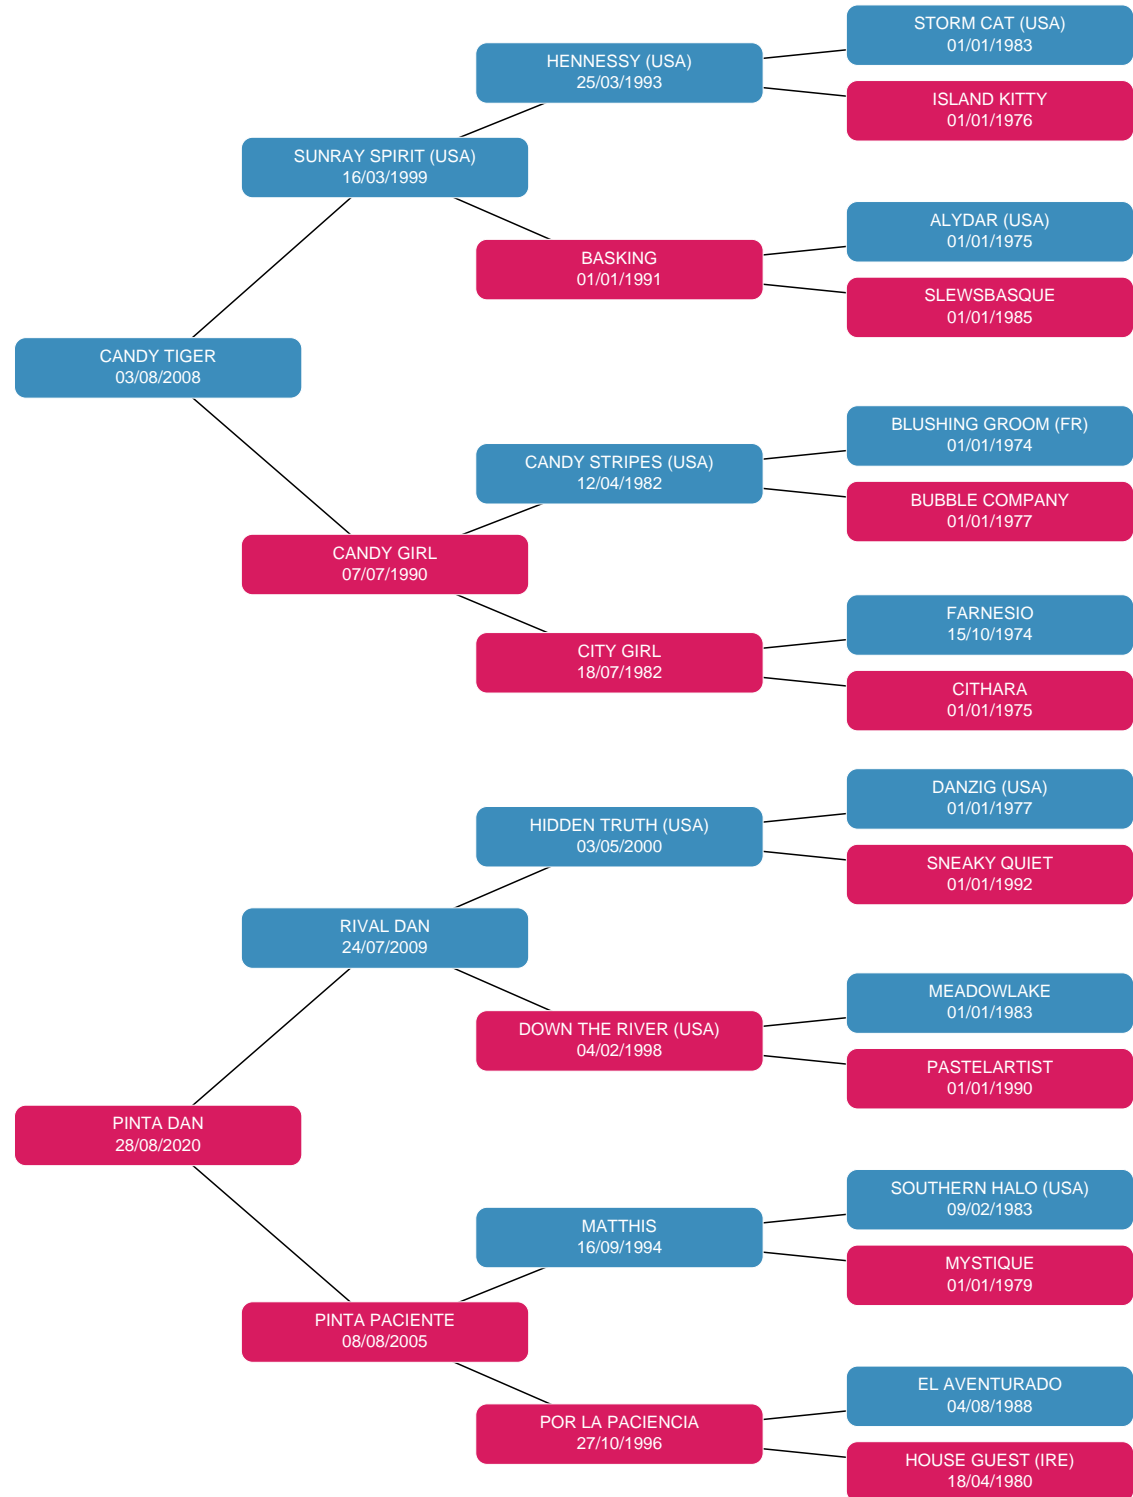 STORM CAT (USA)
01/01/1983
HENNESSY (USA)
25/03/1993
ISLAND KITTY
01/01/1976
SUNRAY SPIRIT (USA)
16/03/1999
ALYDAR (USA)
01/01/1975
BASKING
01/01/1991
SLEWSBASQUE
01/01/1985
CANDY TIGER
03/08/2008
BLUSHING GROOM (FR)
01/01/1974
CANDY STRIPES (USA)
12/04/1982
BUBBLE COMPANY
01/01/1977
CANDY GIRL
07/07/1990
FARNESIO
15/10/1974
CITY GIRL
18/07/1982
CITHARA
01/01/1975
DANZIG (USA)
01/01/1977
HIDDEN TRUTH (USA)
03/05/2000
SNEAKY QUIET
01/01/1992
RIVAL DAN
24/07/2009
MEADOWLAKE
01/01/1983
DOWN THE RIVER (USA)
04/02/1998
PASTELARTIST
01/01/1990
PINTA DAN
28/08/2020
SOUTHERN HALO (USA)
09/02/1983
MATTHIS
16/09/1994
MYSTIQUE
01/01/1979
PINTA PACIENTE
08/08/2005
EL AVENTURADO
04/08/1988
POR LA PACIENCIA
27/10/1996
HOUSE GUEST (IRE)
18/04/1980